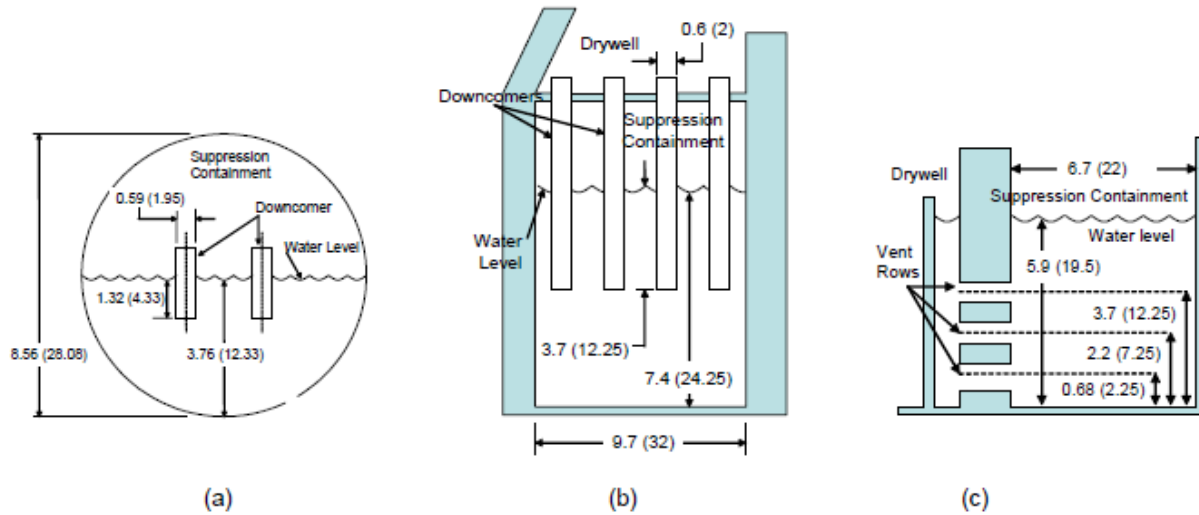 Suppression
Containment
0.59 (1.95)
Downcomer
Water Level
1.32 (4.33)
8.56 (28.08)
3.76 (12.33)
(a)
0.6 (2)
Drywell
Downcomers
Suppression
Containment
Water
Level
3.7 (12.25)
7.4 (24.25)
9.7 (32)
(b)
6.7 (22)
Drywell
Suppression Containment
Water level
Vent
Rows
5.9 (19.5)
3.7 (12.25)
2.2 (7.25)
0.68 (2.25)
(c)